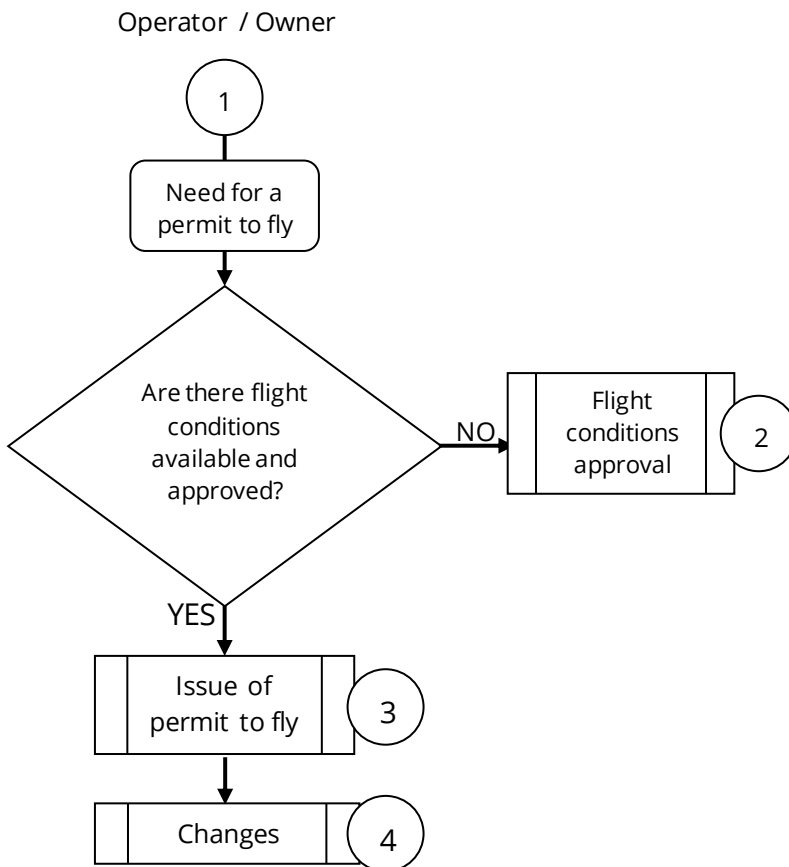 Operator / Owner
1
Need for a
permit to fly
Are there flight
conditions
available and
approved?
NO
Flight
conditions
approval
2
YES
Issue of
permit to fly
3
Changes
4